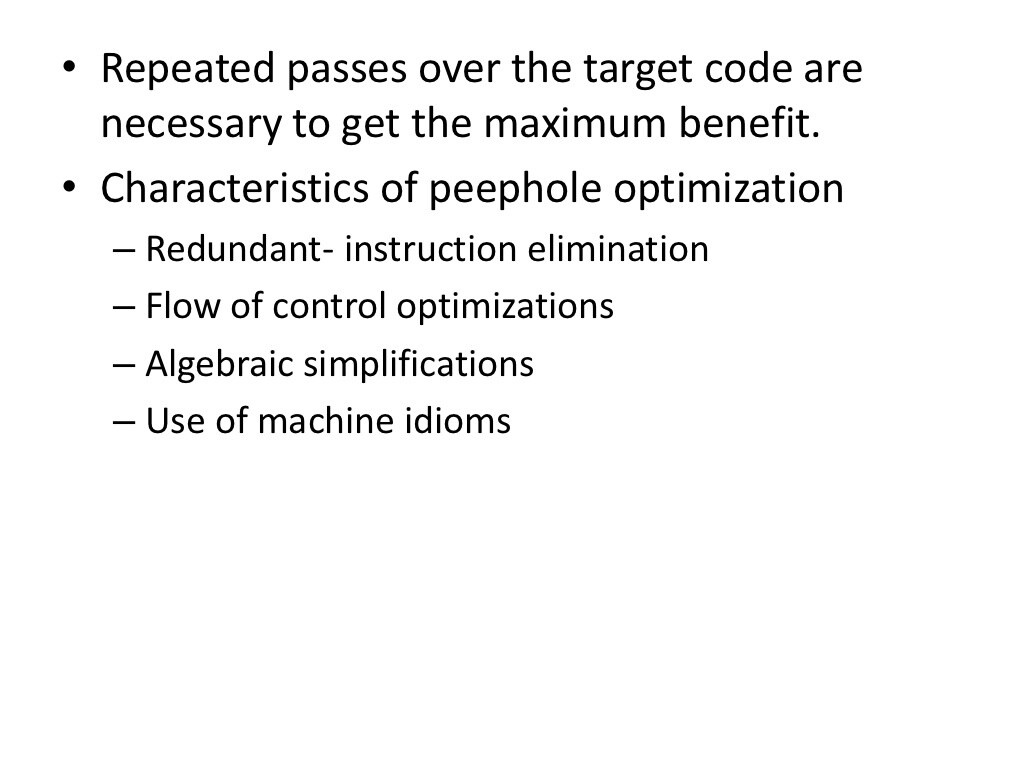 • Repeated passes over the target code are
necessary to get the maximum benefit.
• Characteristics of peephole optimization
– Redundant- instruction elimination
– Flow of control optimizations
– Algebraic simplifications
– Use of machine idioms